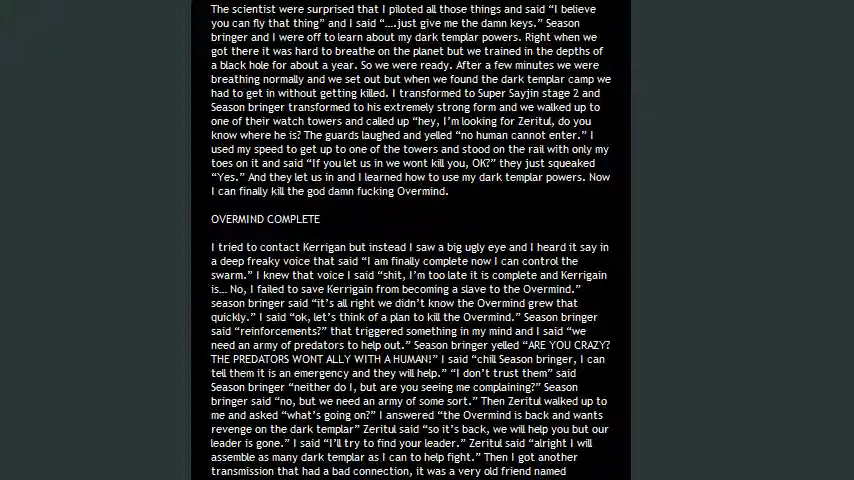 The scientist were surprised that I piloted all those things and said “I believe
you can fly that thing” and I said “....just give me the damn keys.” Season
bringer and I were off to learn about my dark templar powers. Right when we
got there it was hard to breathe on the planet but we trained in the depths of
a black hole for about a year. So we were ready. After a few minutes we were
breathing normally and we set out but when we found the dark templar camp we
had to get in without getting killed. I transformed to Super Sayjin stage 2 and
Season bringer transformed to his extremely strong form and we walked up to
one of their watch towers and called up “hey, I’m looking for Zeritul, do you
know where he is? The guards laughed and yelled “no human cannot enter.” I
used my speed to get up to one of the towers and stood on the rail with only my
toes on it and said “If you let us in we wont kill you, OK?” they just squeaked
“Yes.” And they let us in and I learned how to use my dark templar powers. Now
I can finally kill the god damn fucking Overmind.
OVERMIND COMPLETE
I tried to contact Kerrigan but instead I saw a big ugly eye and I heard it say in
a deep freaky voice that said “I am finally complete now I can control the
swarm.” I knew that voice I said “shit, I’m too late it is complete and Kerrigain
is... No, I failed to save Kerrigain from becoming a slave to the Overmind.”
season bringer said “it’s all right we didn’t know the Overmind grew that
quickly.” I said “ok, let’s think of a plan to kill the Overmind.” Season bringer
said “reinforcements?” that triggered something in my mind and I said “we
need an army of predators to help out.” Season bringer yelled “ARE YOU CRAZY?
THE PREDATORS WONT ALLY WITH A HUMAN!” I said “chill Season bringer, I can
tell them it is an emergency and they will help.” “I don’t trust them” said
Season bringer “neither do I, but are you seeing me complaining?” Season
bringer said “no, but we need an army of some sort.” Then Zeritul walked up to
me and asked “what’s going on?” I answered “the Overmind is back and wants
revenge on the dark templar” Zeritul said “so it’s back, we will help you but our
leader is gone.” I said “I’ll try to find your leader.” Zeritul said “alright I will
assemble as many dark templar as I can to help fight.” Then I got another
transmission that had a bad connection, it was a very old friend named